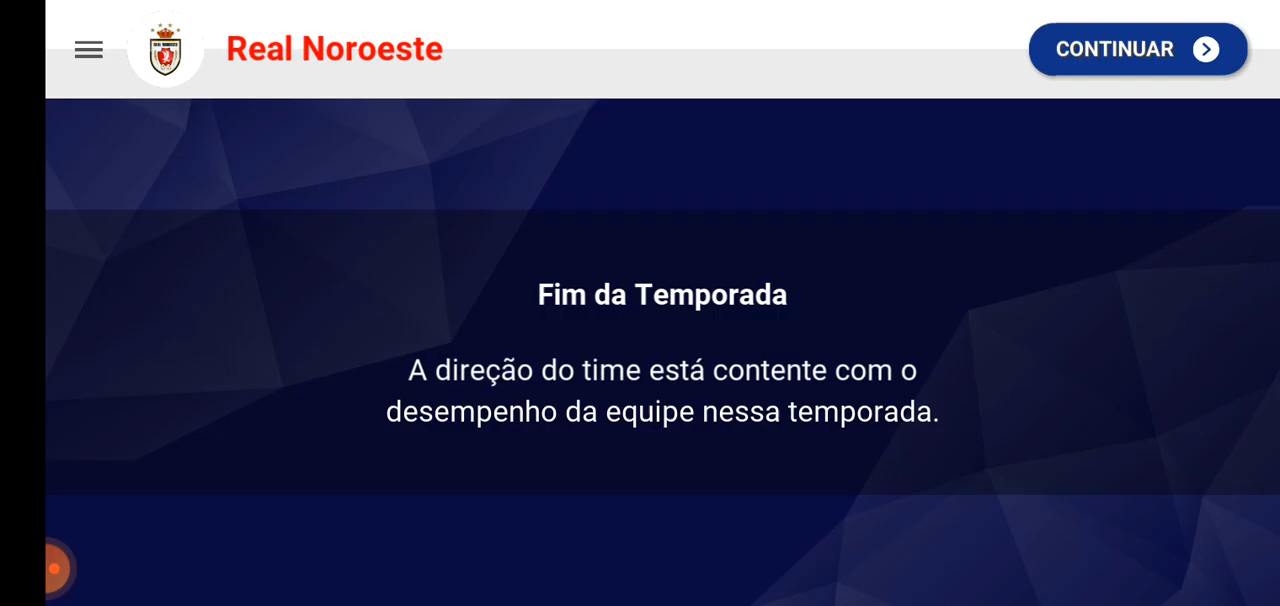 Real Noroeste
CONTINUAR
Fim da Temporada
A direção do time está contente com o
desempenho da equipe nessa temporada.